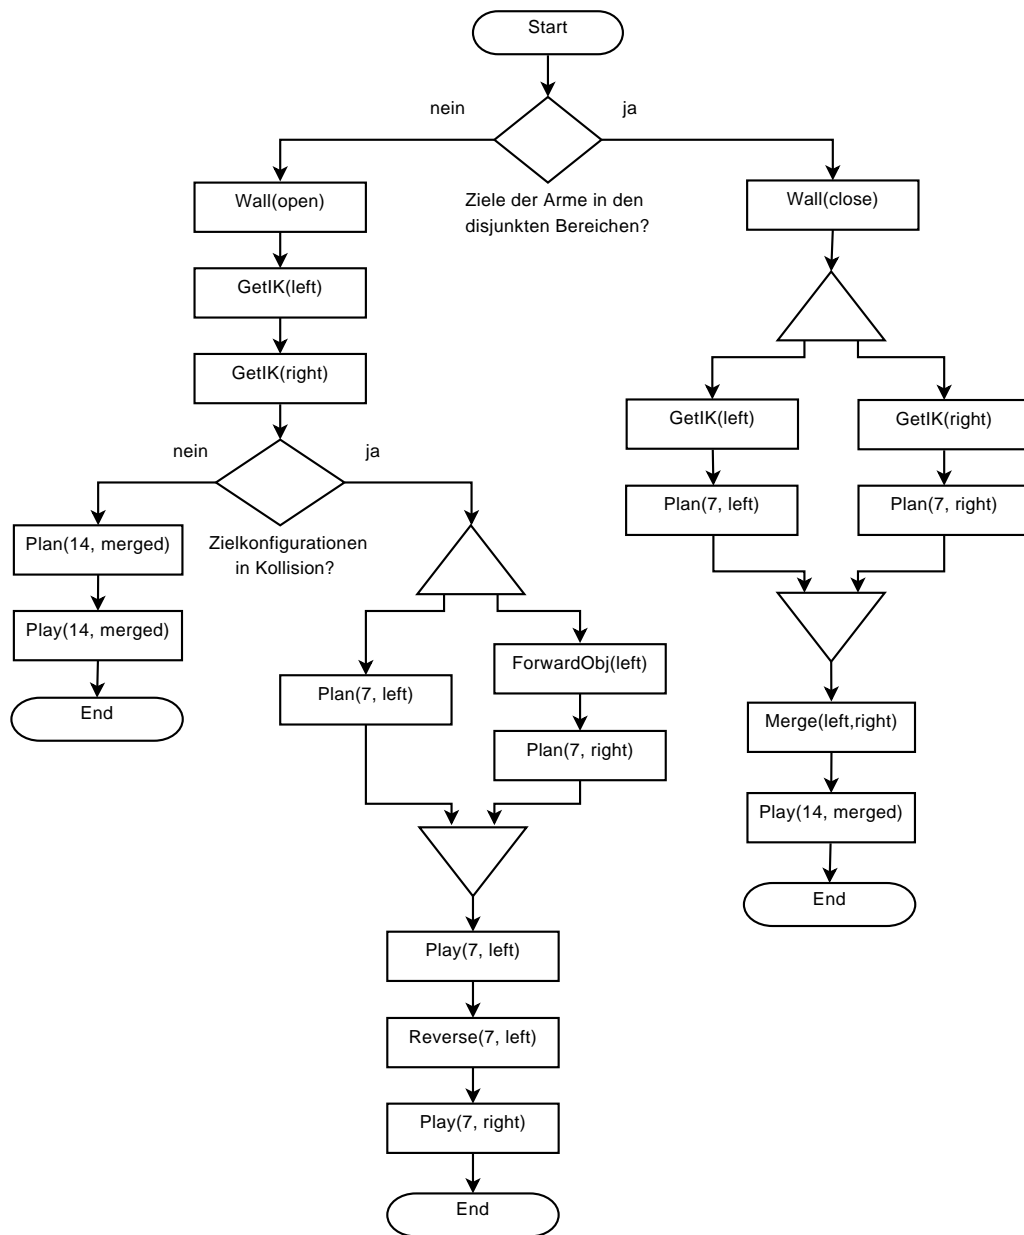 Start
nein
ja
Ziele der Arme in den
disjunkten Bereichen?
Wall(open)
GetIK(left)
GetIK(right)
nein
ja
Zielkonfigurationen
in Kollision?
Plan(14, merged)
Play(14, merged)
End
Plan(7, left)
ForwardObj(left)
Plan(7, right)
Play(7, left)
Reverse(7, left)
Play(7, right)
End
Wall(close)
GetIK(left)
GetIK(right)
Plan(7, left)
Plan(7, right)
Merge(left,right)
Play(14, merged)
End